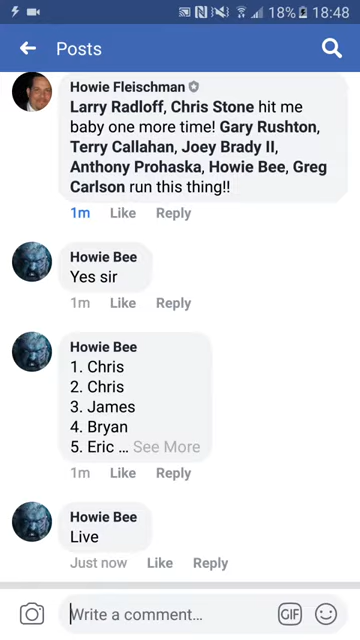 18% 18:48
Posts
Howie Fleischman
Larry Radloff, Chris Stone hit me
baby one more time! Gary Rushton,
Terry Callahan, Joey Brady II,
Anthony Prohaska, Howie Bee, Greg
Carlson run this thing!!
1m Like Reply
Howie Bee
Yes sir
1m Like Reply
Howie Bee
1. Chris
2. Chris
3. James
4. Bryan
5. Eric ... See More
1m Like Reply
Howie Bee
Live
Just now Like Reply
Write a comment... GIF